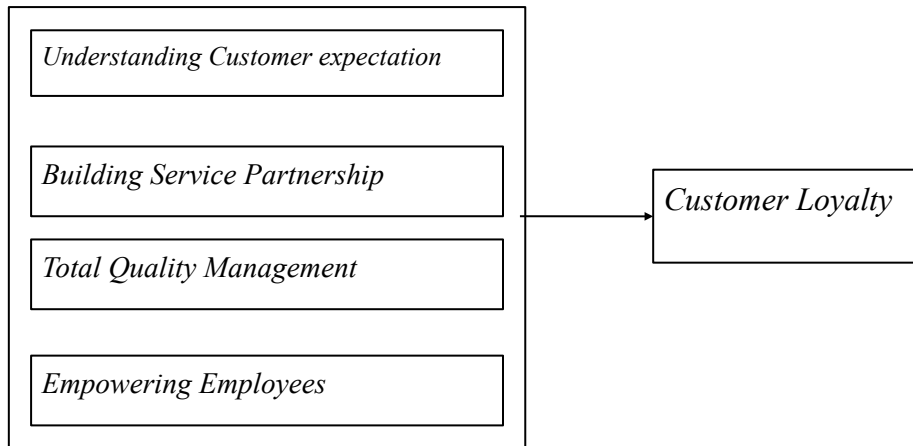 Understanding Customer expectation
Building Service Partnership
Customer Loyalty
Total Quality Management
Empowering Employees